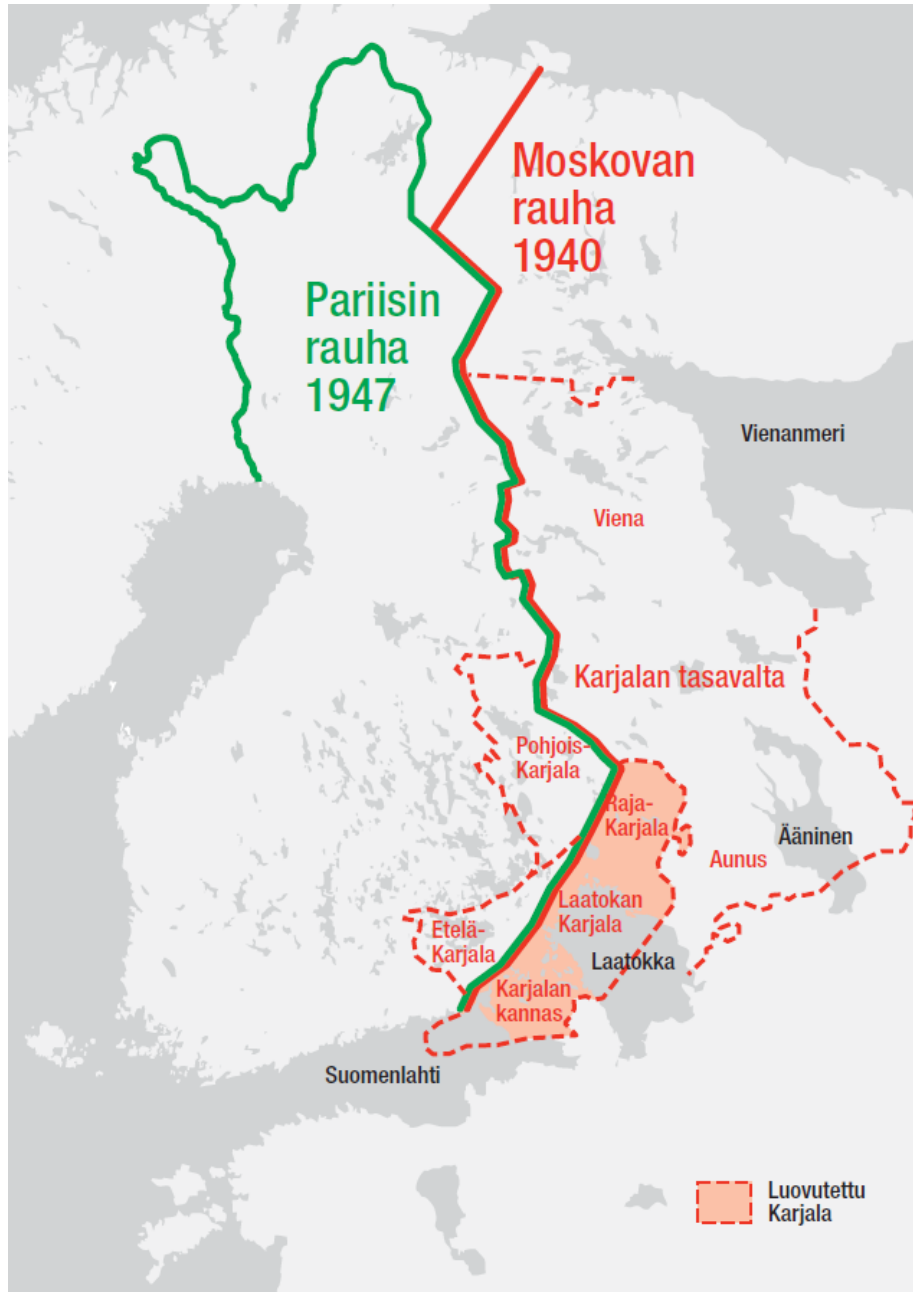 Moskovan
rauha
1940
Pariisin
rauha
1947
Vienanmeri
Viena
Karjalan tasavalta
Pohjois-
Karjala
Raja-
Karjala
Ääninen
Aunus
Laatokan
Karjala
Etelä-
Karjala
Laatokka
Karjalan
kannas
Suomenlahti
Luovutettu
Karjala